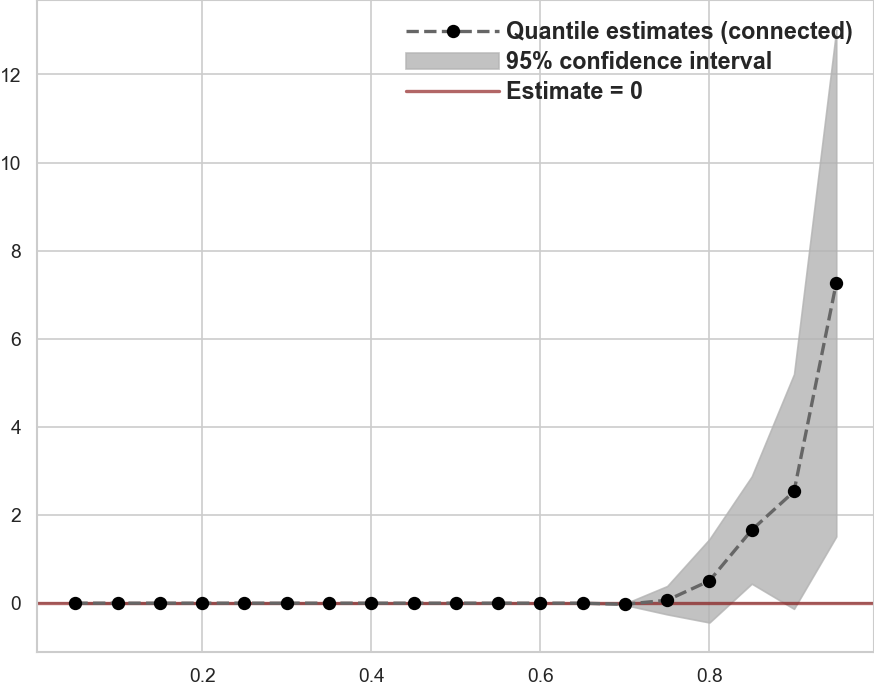 Quantile estimates (connected)
95% confidence interval
Estimate = 0
12
10
8
6
4
2
0
0.2 0.4 0.6 0.8